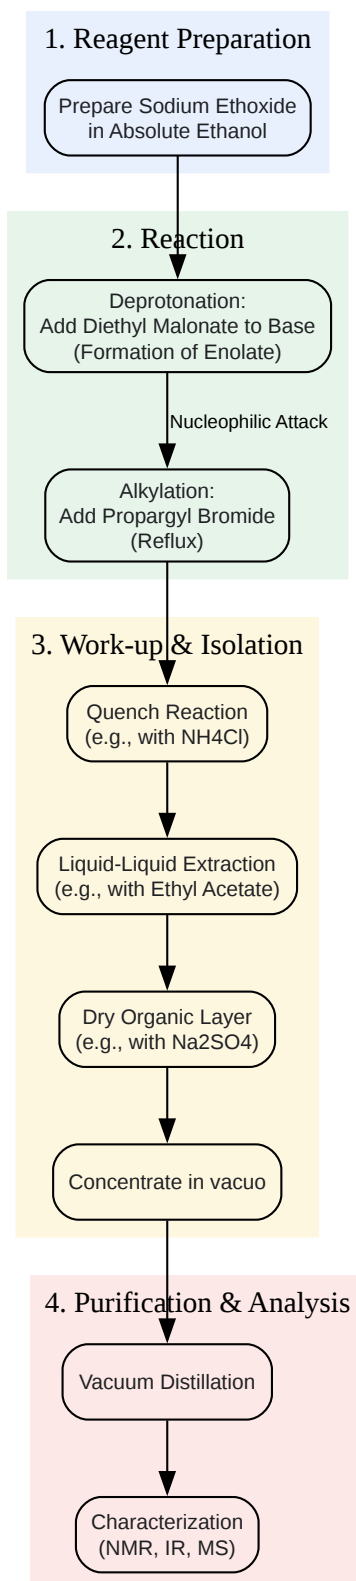 1. Reagent Preparation
Prepare Sodium Ethoxide
in Absolute Ethanol
2. Reaction
Deprotonation:
Add Diethyl Malonate to Base
(Formation of Enolate)
Nucleophilic Attack
Alkylation:
Add Propargyl Bromide
(Reflux)
3. Work-up & Isolation
Quench Reaction
(e.g., with NH4Cl)
Liquid-Liquid Extraction
(e.g., with Ethyl Acetate)
Dry Organic Layer
(e.g., with Na2SO4)
Concentrate in vacuo
4. Purification & Analysis
Vacuum Distillation
Characterization
(NMR, IR, MS)